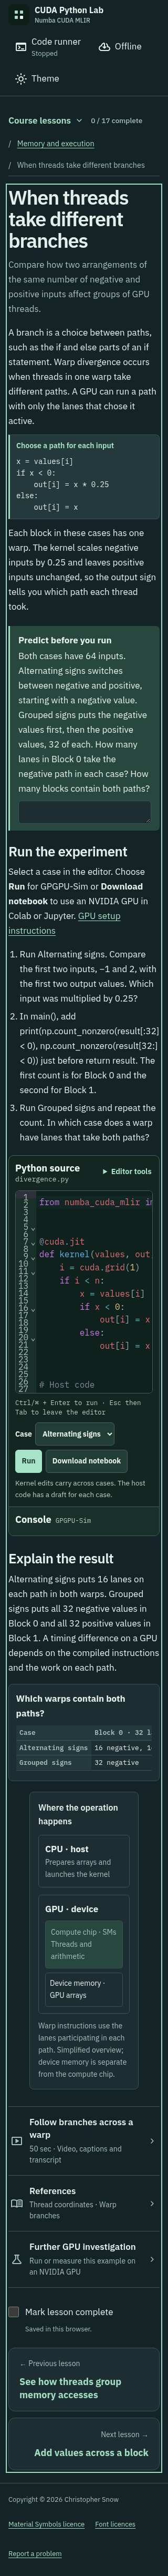 CUDA Python Lab
Numba CUDA MLIR
Code runner
Stopped
Offline
Theme
Course lessons
0 / 17 complete
/ Memory and execution
/ When threads take different branches
When threads
take different
branches
Compare how two arrangements of
the same number of negative and
positive inputs affect groups of GPU
threads.
A branch is a choice between paths,
such as the if and else parts of an if
statement. Warp divergence occurs
when threads in one warp take
different paths. A GPU can run a path
with only the lanes that chose it
active.
Choose a path for each input
x = values[i]
if x < 0:
out[i] = x * 0.25
else:
out[i] = x
Each block in these cases has one
warp. The kernel scales negative
inputs by 0.25 and leaves positive
inputs unchanged, so the output sign
tells you which path each thread
took.
Predict before you run
Both cases have 64 inputs.
Alternating signs switches
between negative and positive,
starting with a negative value.
Grouped signs puts the negative
values first, then the positive
values, 32 of each. How many
lanes in Block 0 take the
negative path in each case? How
many blocks contain both paths?
Run the experiment
Select a case in the editor. Choose
Run for GPGPU-Sim or Download
notebook to use an NVIDIA GPU in
Colab or Jupyter. GPU setup
instructions
1. Run Alternating signs. Compare
the first two inputs, −1 and 2, with
the first two output values. Which
input was multiplied by 0.25?
2. In main(), add
print(np.count_nonzero(result[:32]
< 0), np.count_nonzero(result[32:]
< 0)) just before return result. The
first count is for Block 0 and the
second for Block 1.
3. Run Grouped signs and repeat the
count. In which case does a warp
have lanes that take both paths?
Python source
divergence.py
Editor tools
1
2
3
4
5
6
7
8
9
10
11
12
13
14
15
16
17
18
19
20
21
22
23
24
25
26
27
from numba_cuda_mlir im
@cuda.jit
def kernel(values, out
i = cuda.grid(1)
if i < n:
x = values[i]
if x < 0:
out[i] = x
else:
out[i] = x
# Host code
Ctrl/⌘ + Enter to run · Esc then
Tab to leave the editor
Case Alternating signs
Run Download notebook
Kernel edits carry across cases. The host
code has a draft for each case.
Console GPGPU-Sim
Explain the result
Alternating signs puts 16 lanes on
each path in both warps. Grouped
signs puts all 32 negative values in
Block 0 and all 32 positive values in
Block 1. A timing difference on a GPU
depends on the compiled instructions
and the work on each path.
Which warps contain both
paths?
Case Block 0 · 32 l
Alternating signs 16 negative, 1
Grouped signs 32 negative
Where the operation
happens
CPU · host
Prepares arrays and
launches the kernel
GPU · device
Compute chip · SMs
Threads and
arithmetic
Device memory ·
GPU arrays
Warp instructions use the
lanes participating in each
path. Simplified overview;
device memory is separate
from the compute chip.
Follow branches across a
warp
50 sec · Video, captions and
transcript
References
Thread coordinates · Warp
branches
Further GPU investigation
Run or measure this example on
an NVIDIA GPU
Mark lesson complete
Saved in this browser.
← Previous lesson
See how threads group
memory accesses
Next lesson →
Add values across a block
Copyright © 2026 Christopher Snow
Material Symbols licence Font licences
Report a problem